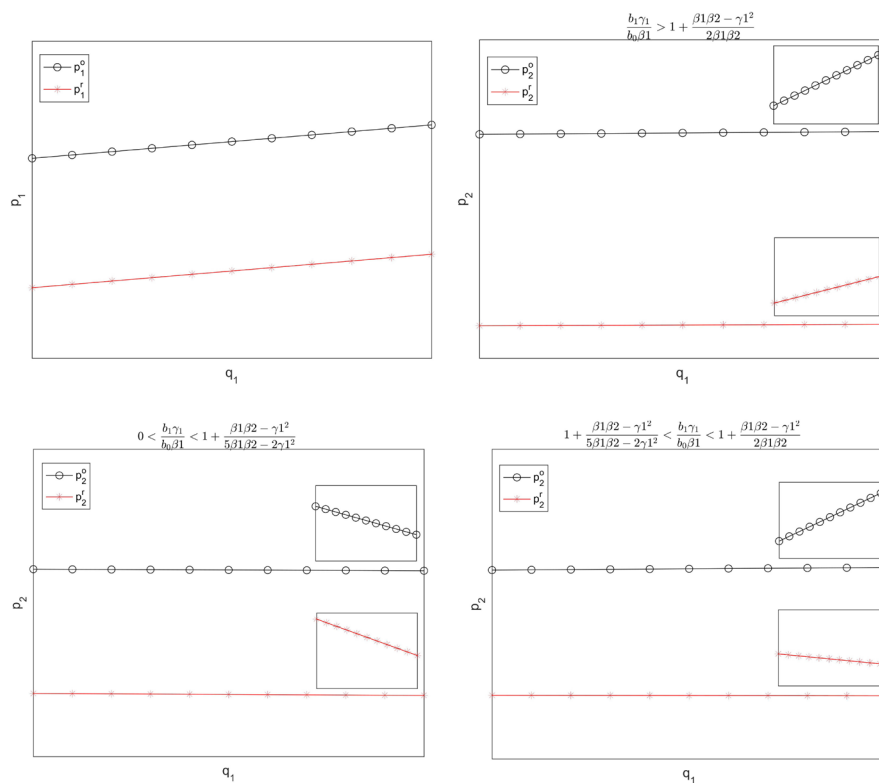 p₁ᵒ
p₁ʳ
p₁
q₁
b₁γ₁/b₀β1 > 1 + (β1β2 − γ1²)/(2β1β2)
p₂ᵒ
p₂ʳ
p₂
q₁
0 < b₁γ₁/b₀β1 < 1 + (β1β2 − γ1²)/(5β1β2 − 2γ1²)
p₂ᵒ
p₂ʳ
p₂
q₁
1 + (β1β2 − γ1²)/(5β1β2 − 2γ1²) < b₁γ₁/b₀β1 < 1 + (β1β2 − γ1²)/(2β1β2)
p₂ᵒ
p₂ʳ
p₂
q₁